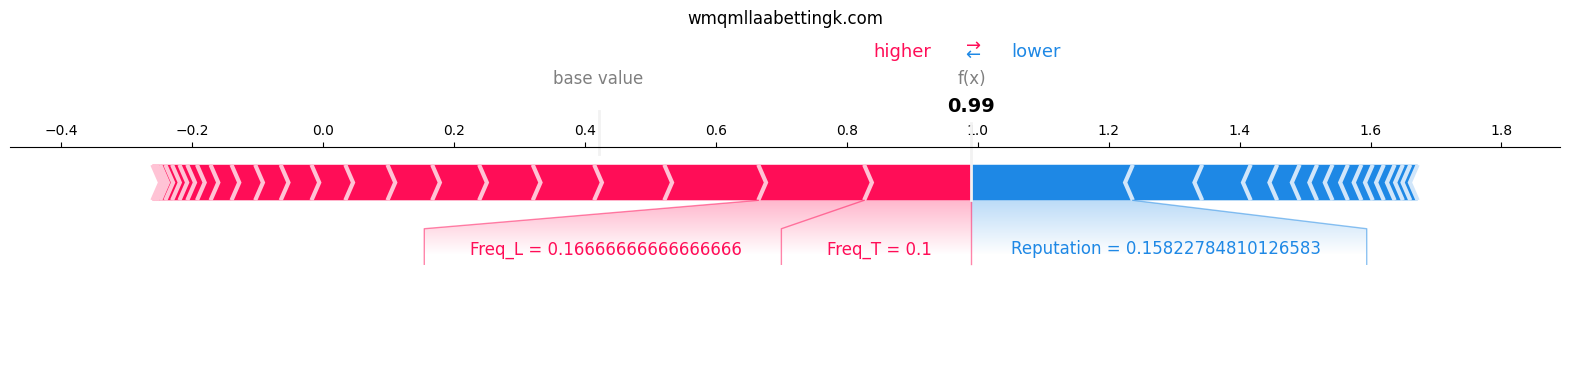 wmqmllaabettingk.com
higher ⇄ lower
base value f(x)
0.99
−0.4 −0.2 0.0 0.2 0.4 0.6 0.8 1.0 1.2 1.4 1.6 1.8
Freq_L = 0.16666666666666666 Freq_T = 0.1 Reputation = 0.15822784810126583